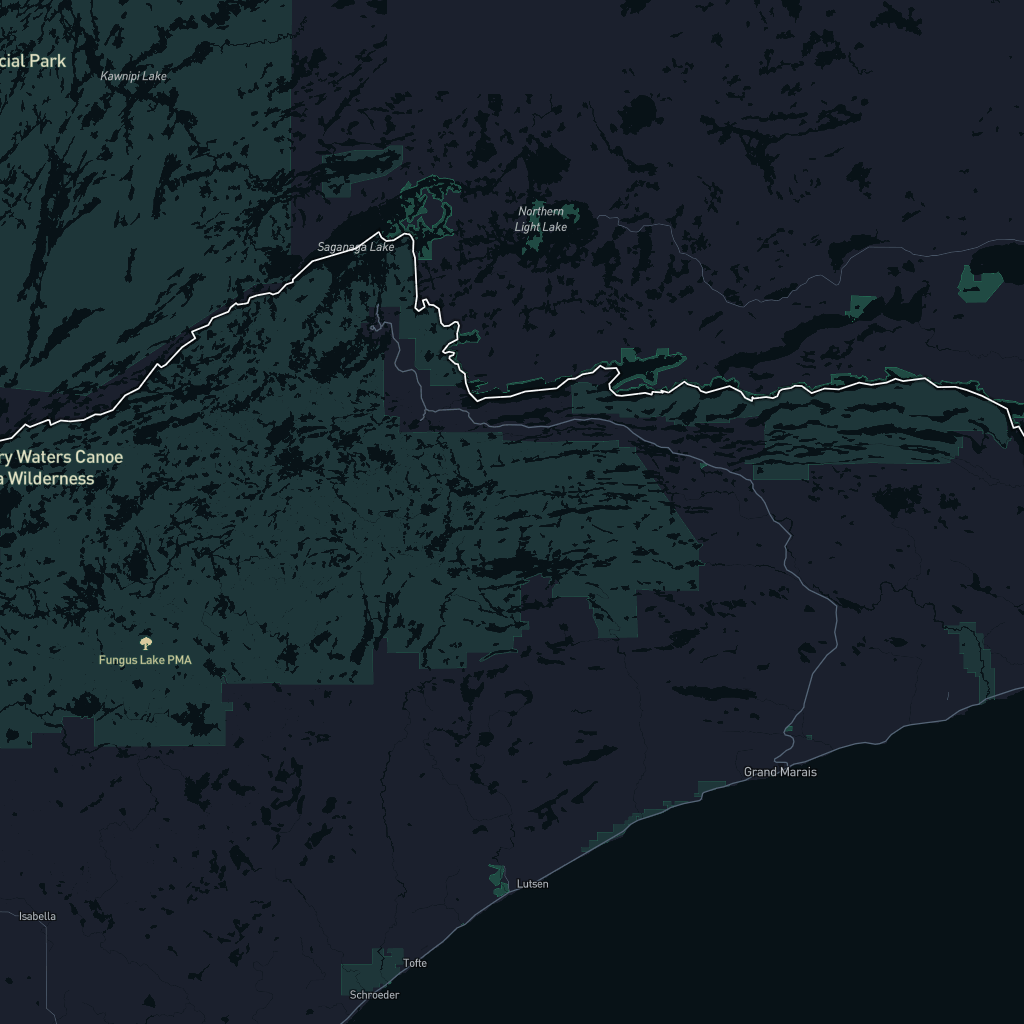 cial Park
Kawnipi Lake
Northern
Light Lake
Saganaga Lake
ry Waters Canoe
a Wilderness
Fungus Lake PMA
Grand Marais
Lutsen
Isabella
Tofte
Schroeder